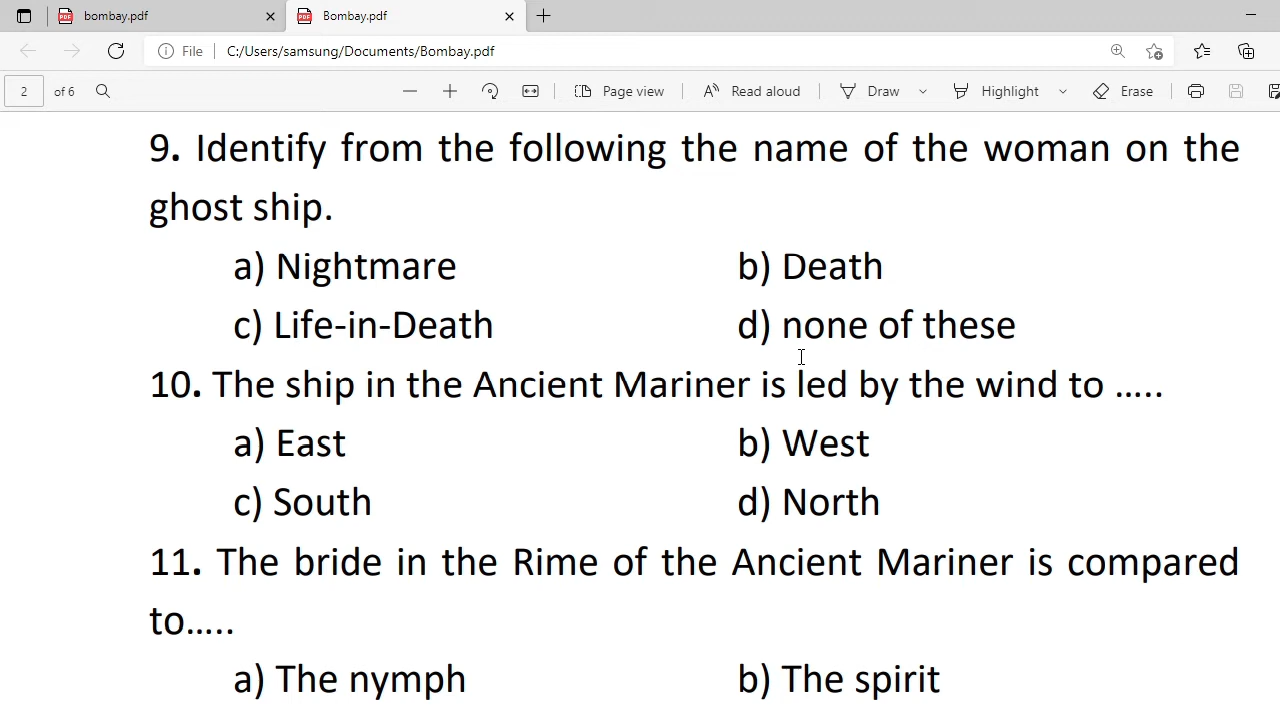 bombay.pdf
Bombay.pdf
File
C:/Users/samsung/Documents/Bombay.pdf
2 of 6
Page view
Read aloud
Draw
Highlight
Erase
9. Identify from the following the name of the woman on the
ghost ship.
a) Nightmare b) Death
c) Life-in-Death d) none of these
10. The ship in the Ancient Mariner is led by the wind to .....
a) East b) West
c) South d) North
11. The bride in the Rime of the Ancient Mariner is compared
to.....
a) The nymph b) The spirit